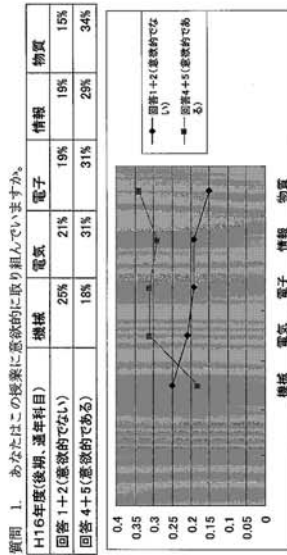 質問 1. あなたはこの授業に意欲的に取り組んでいますか。
H16年度(後期、通年科目) 機械 電気 電子 情報 物質
回答 1+2(意欲的でない) 25% 21% 19% 19% 15%
回答 4+5(意欲的である) 18% 31% 31% 29% 34%
0.4
0.35
0.3
0.25
0.2
0.15
0.1
0.05
0
機械 電気 電子 情報 物質
回答1+2(意欲的でな
い)
回答4+5(意欲的であ
る)